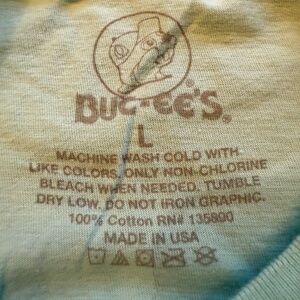 BUC-EE'S®
L
MACHINE WASH COLD WITH
LIKE COLORS. ONLY NON-CHLORINE
BLEACH WHEN NEEDED. TUMBLE
DRY LOW. DO NOT IRON GRAPHIC.
100% Cotton RN# 135800
MADE IN USA